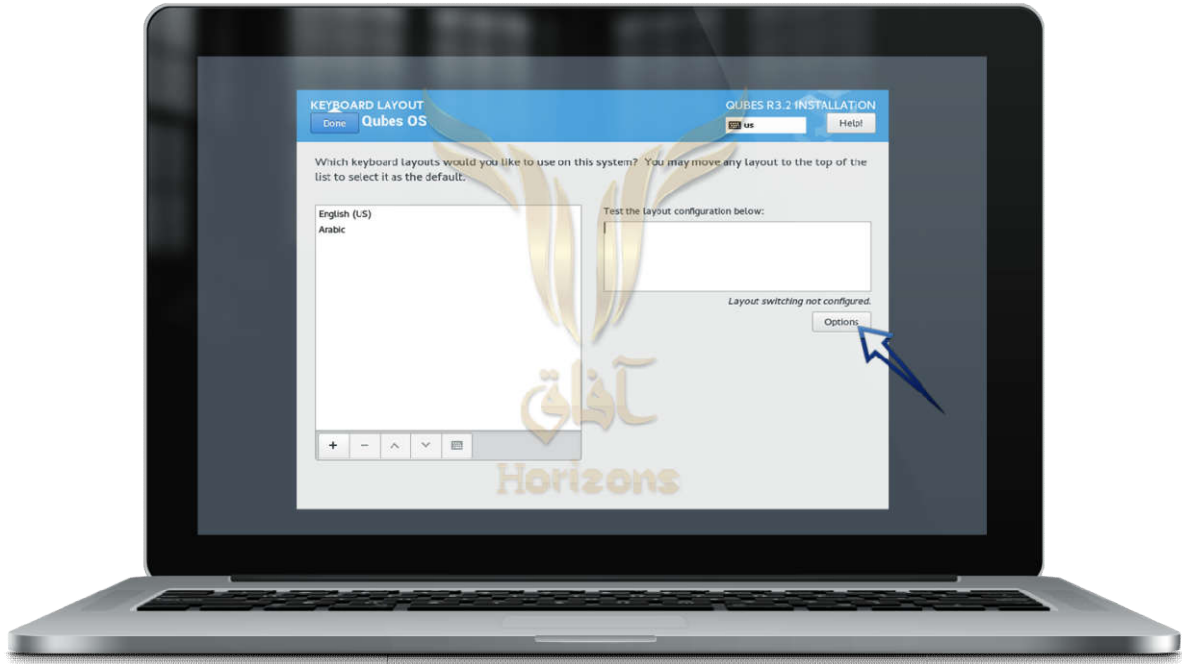 KEYBOARD LAYOUT
QUBES R3.2 INSTALLATION
Done
Qubes OS
us
Help!
Which keyboard layouts would you like to use on this system? You may move any layout to the top of the
list to select it as the default.
English (US)
Arabic
Test the layout configuration below:
Layout switching not configured.
Options
آفاق
Horizons